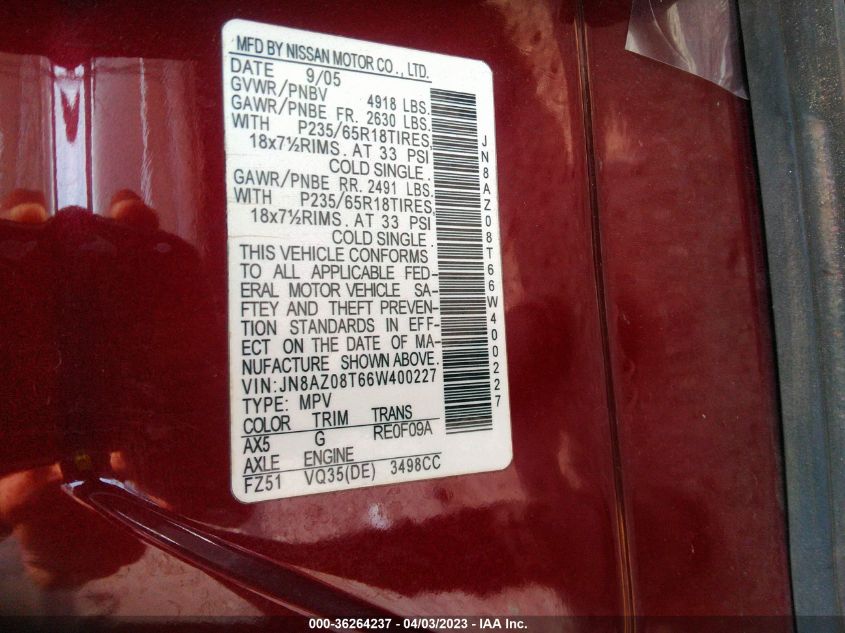 MFD BY NISSAN MOTOR CO., LTD.
DATE 9/05
GVWR/PNBV 4918 LBS.
GAWR/PNBE FR. 2630 LBS.
WITH P235/65R18TIRES,
18x7½RIMS. AT 33 PSI
COLD SINGLE.
GAWR/PNBE RR. 2491 LBS.
WITH P235/65R18TIRES,
18x7½RIMS. AT 33 PSI
COLD SINGLE.
THIS VEHICLE CONFORMS
TO ALL APPLICABLE FED-
ERAL MOTOR VEHICLE SA-
FTEY AND THEFT PREVEN-
TION STANDARDS IN EFF-
ECT ON THE DATE OF MA-
NUFACTURE SHOWN ABOVE.
VIN:JN8AZ08T66W400227
TYPE: MPV
COLOR TRIM TRANS
AX5 G RE0F09A
AXLE ENGINE
FZ51 VQ35(DE) 3498CC
JN8AZ08T66W400227
000-36264237 - 04/03/2023 - IAA Inc.